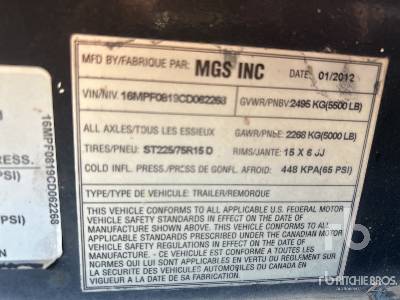 MFD BY/FABRIQUE PAR: MGS INC DATE: 01/2012
VIN/NIV. 16MPF0819CD062268 GVWR/PNBV: 2495 KG(5500 LB)
ALL AXLES/TOUS LES ESSIEUX GAWR/PNBE: 2268 KG(5000 LB)
TIRES/PNEU: ST225/75R15 D RIMS/JANTE: 15 X 6 JJ
COLD INFL. PRESS./PRESS DE GONFL. AFROID: 448 KPA(65 PSI)
TYPE/TYPE DE VEHICULE: TRAILER/REMORQUE
THIS VEHICLE CONFORMS TO ALL APPLICABLE U.S. FEDERAL MOTOR
VEHICLE SAFETY STANDARDS IN EFFECT ON THE DATE OF
MANUFACTURE SHOWN ABOVE. THIS VEHICLE CONFORMS TO ALL
APPLICABLE STANDARDS PRESCRIBED UNDER THE CANADIAN MOTOR
VEHICLE SAFETY REGULATIONS IN EFFECT ON THE DATE OF
MANUFACTURE. - CE VEHICULE EST CONFORME A TOUTES LES
NORMES QUI LUI SONT APPLICABLES EN VERTU DU REGLEMENT SUR
LA SECURITE DES VEHICULES AUTOMOBILES DU CANADA EN
VIGUEUR A LA DATE DE SA FABRICATION.
16MPF0819CD062268
RESS.
PSI)
PSI)
ON
rb
RITCHIE BROS